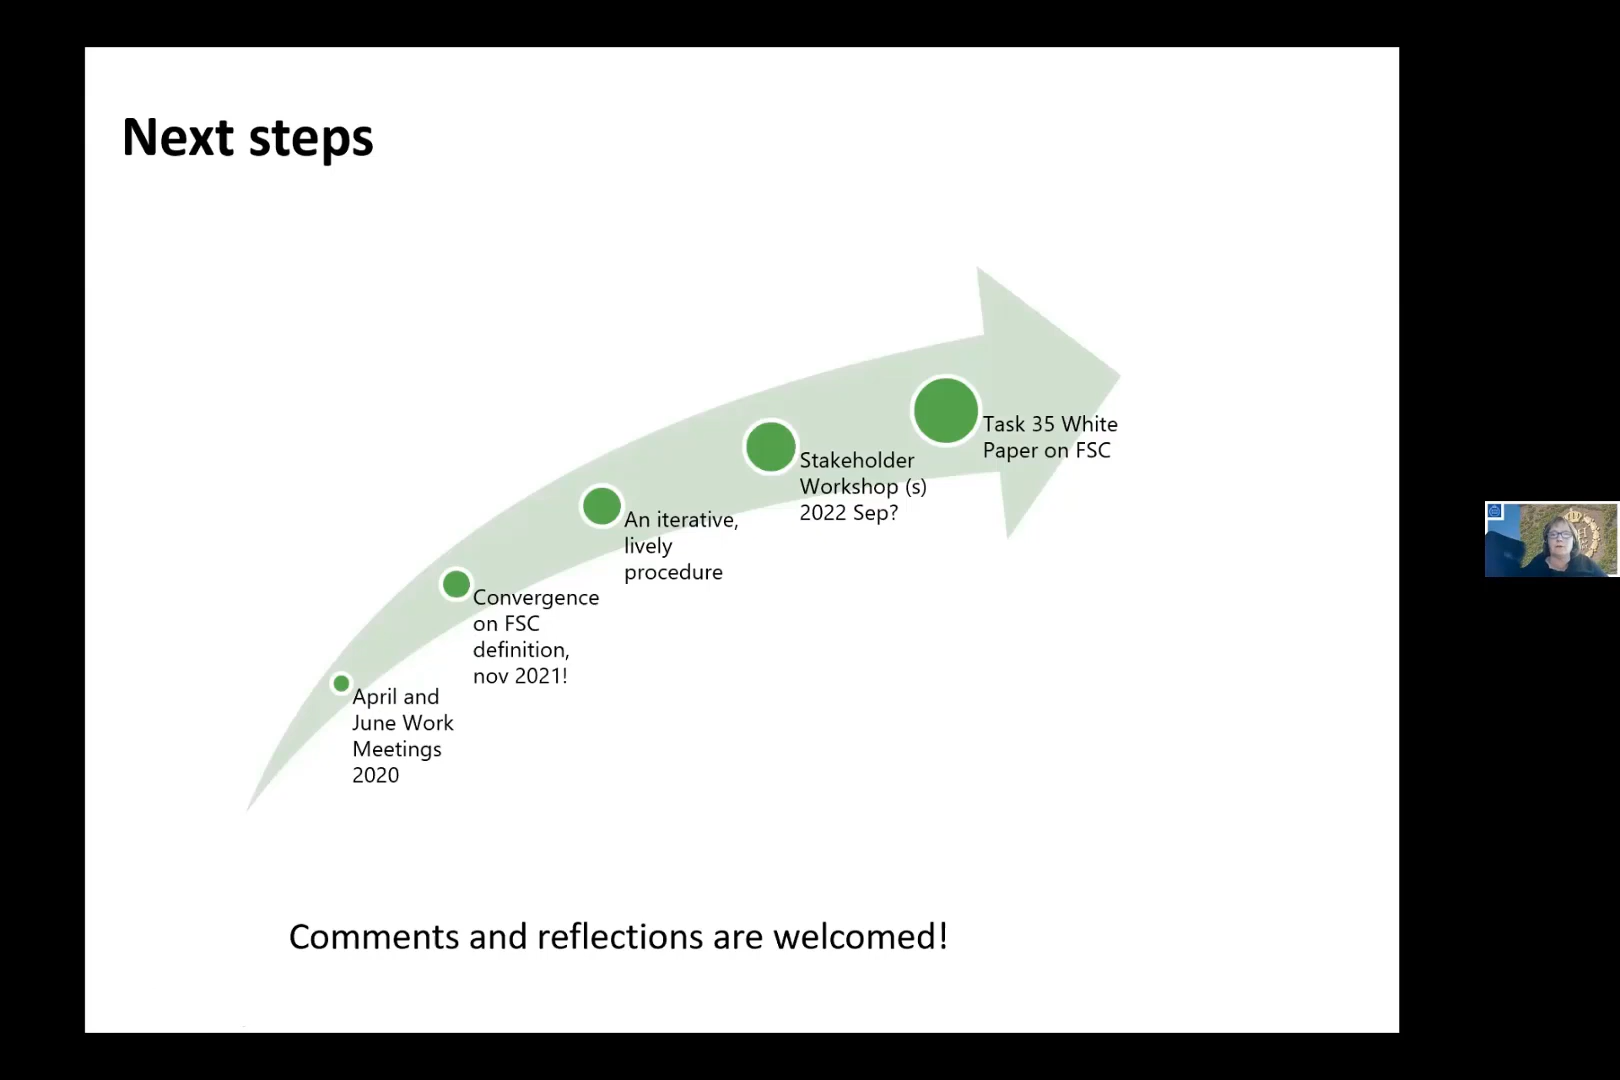 Next steps
Task 35 White
Paper on FSC
Stakeholder
Workshop (s)
2022 Sep?
An iterative,
lively
procedure
Convergence
on FSC
definition,
nov 2021!
April and
June Work
Meetings
2020
Comments and reflections are welcomed!